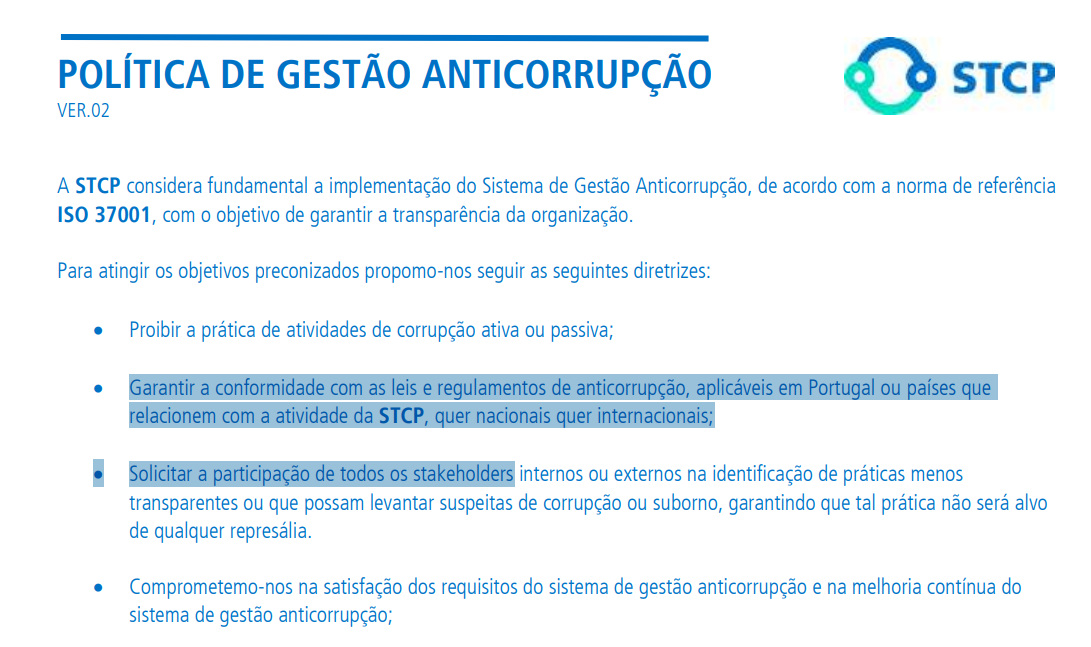 POLÍTICA DE GESTÃO ANTICORRUPÇÃO
STCP
VER.02
A STCP considera fundamental a implementação do Sistema de Gestão Anticorrupção, de acordo com a norma de referência
ISO 37001, com o objetivo de garantir a transparência da organização.
Para atingir os objetivos preconizados propomo-nos seguir as seguintes diretrizes:
• Proibir a prática de atividades de corrupção ativa ou passiva;
• Garantir a conformidade com as leis e regulamentos de anticorrupção, aplicáveis em Portugal ou países que
relacionem com a atividade da STCP, quer nacionais quer internacionais;
• Solicitar a participação de todos os stakeholders internos ou externos na identificação de práticas menos
transparentes ou que possam levantar suspeitas de corrupção ou suborno, garantindo que tal prática não será alvo
de qualquer represália.
• Comprometemo-nos na satisfação dos requisitos do sistema de gestão anticorrupção e na melhoria contínua do
sistema de gestão anticorrupção;